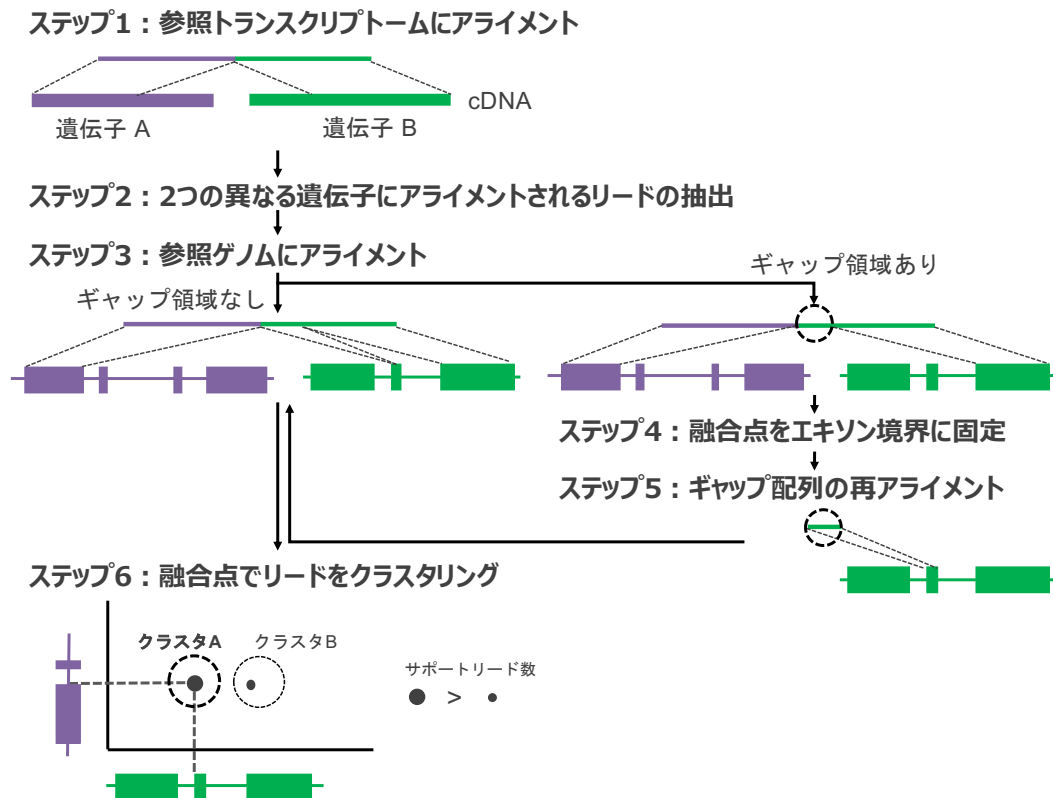 ステップ1：参照トランスクリプトームにアライメント
cDNA
遺伝子 A
遺伝子 B
ステップ2：2つの異なる遺伝子にアライメントされるリードの抽出
ステップ3：参照ゲノムにアライメント
ギャップ領域なし
ギャップ領域あり
ステップ4：融合点をエキソン境界に固定
ステップ5：ギャップ配列の再アライメント
ステップ6：融合点でリードをクラスタリング
クラスタA
クラスタB
サポートリード数
>